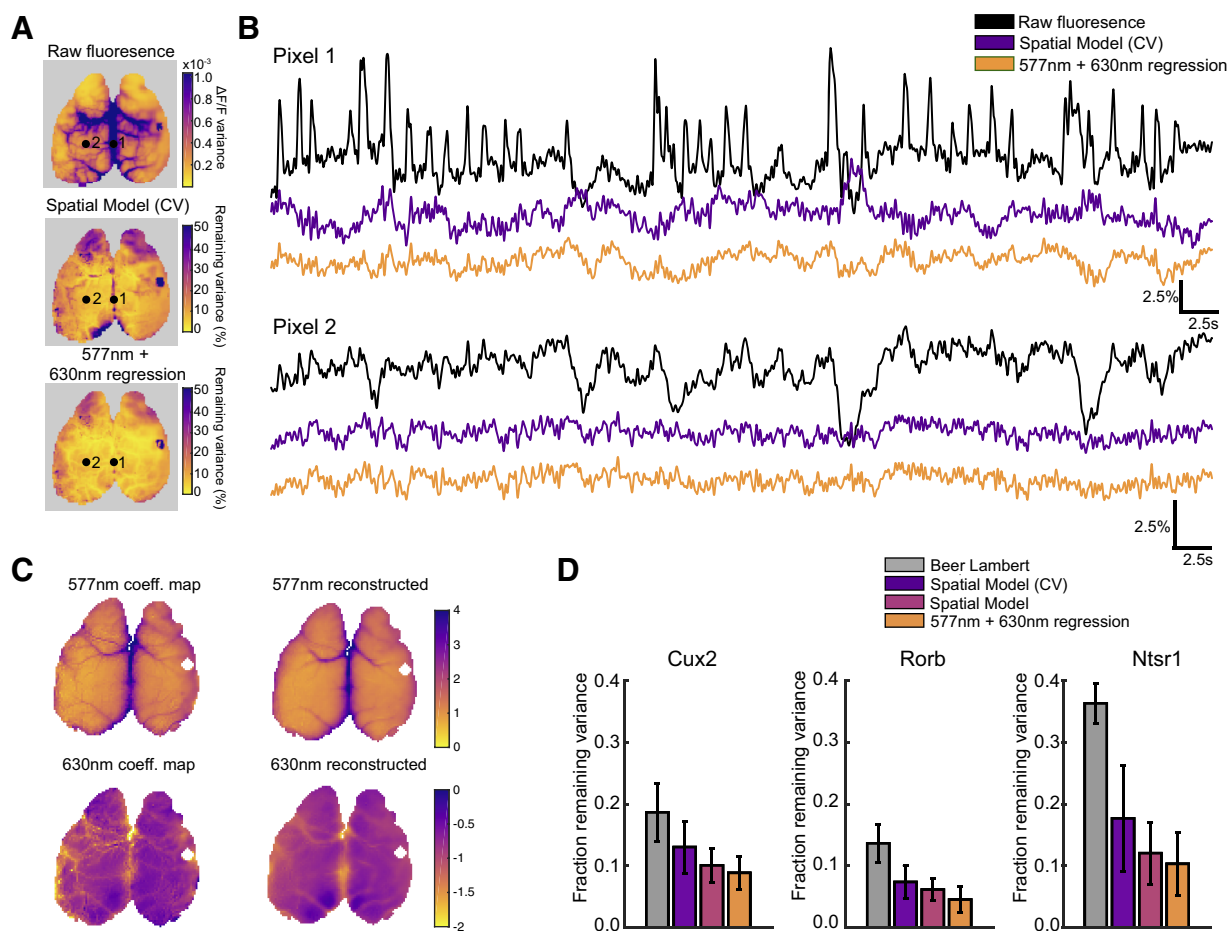 A
Raw fluoresence
x10-3
1.0
0.8
0.6
0.4
0.2
ΔF/F variance
2
1
Spatial Model (CV)
50
40
30
20
10
0
Remaining variance (%)
2
1
577nm +
630nm regression
50
40
30
20
10
0
Remaining variance (%)
2
1
B
Raw fluoresence
Spatial Model (CV)
577nm + 630nm regression
Pixel 1
2.5%
2.5s
Pixel 2
2.5%
2.5s
C
577nm coeff. map
577nm reconstructed
4
3
2
1
0
630nm coeff. map
630nm reconstructed
0
-0.5
-1
-1.5
-2
D
Beer Lambert
Spatial Model (CV)
Spatial Model
577nm + 630nm regression
Cux2
Fraction remaining variance
0.4
0.3
0.2
0.1
0.0
Rorb
Fraction remaining variance
0.4
0.3
0.2
0.1
0.0
Ntsr1
Fraction remaining variance
0.4
0.3
0.2
0.1
0.0